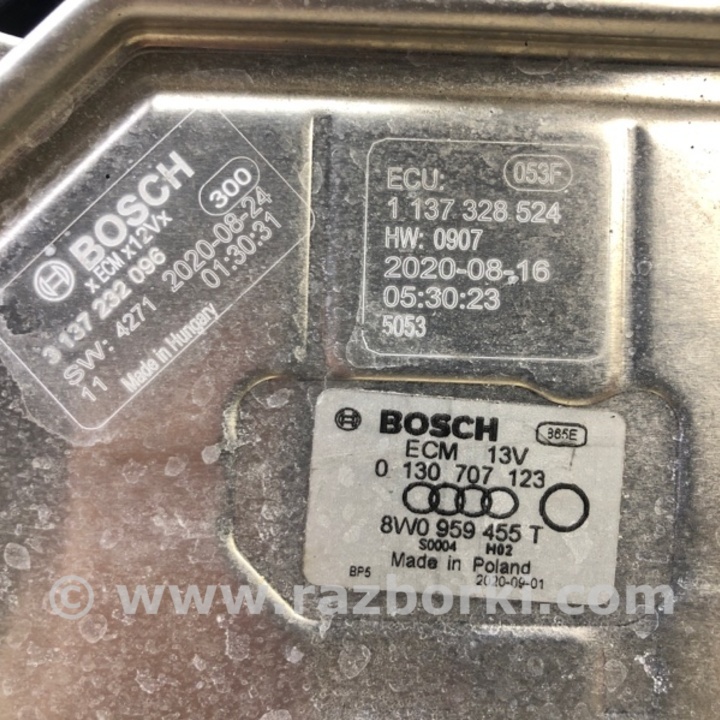 BOSCH
300
x ECM x12Vx
3 137 232 096
SW: 4271 2020-08-24
11 01:30:31
Made in Hungary
ECU: 053F
1 137 328 524
HW: 0907
2020-08-16
05:30:23
5053
BOSCH 365E
ECM 13V
0 130 707 123
8W0 959 455 T
S0004 H02
Made in Poland
BP5 2020-09-01
© www.razborki.com